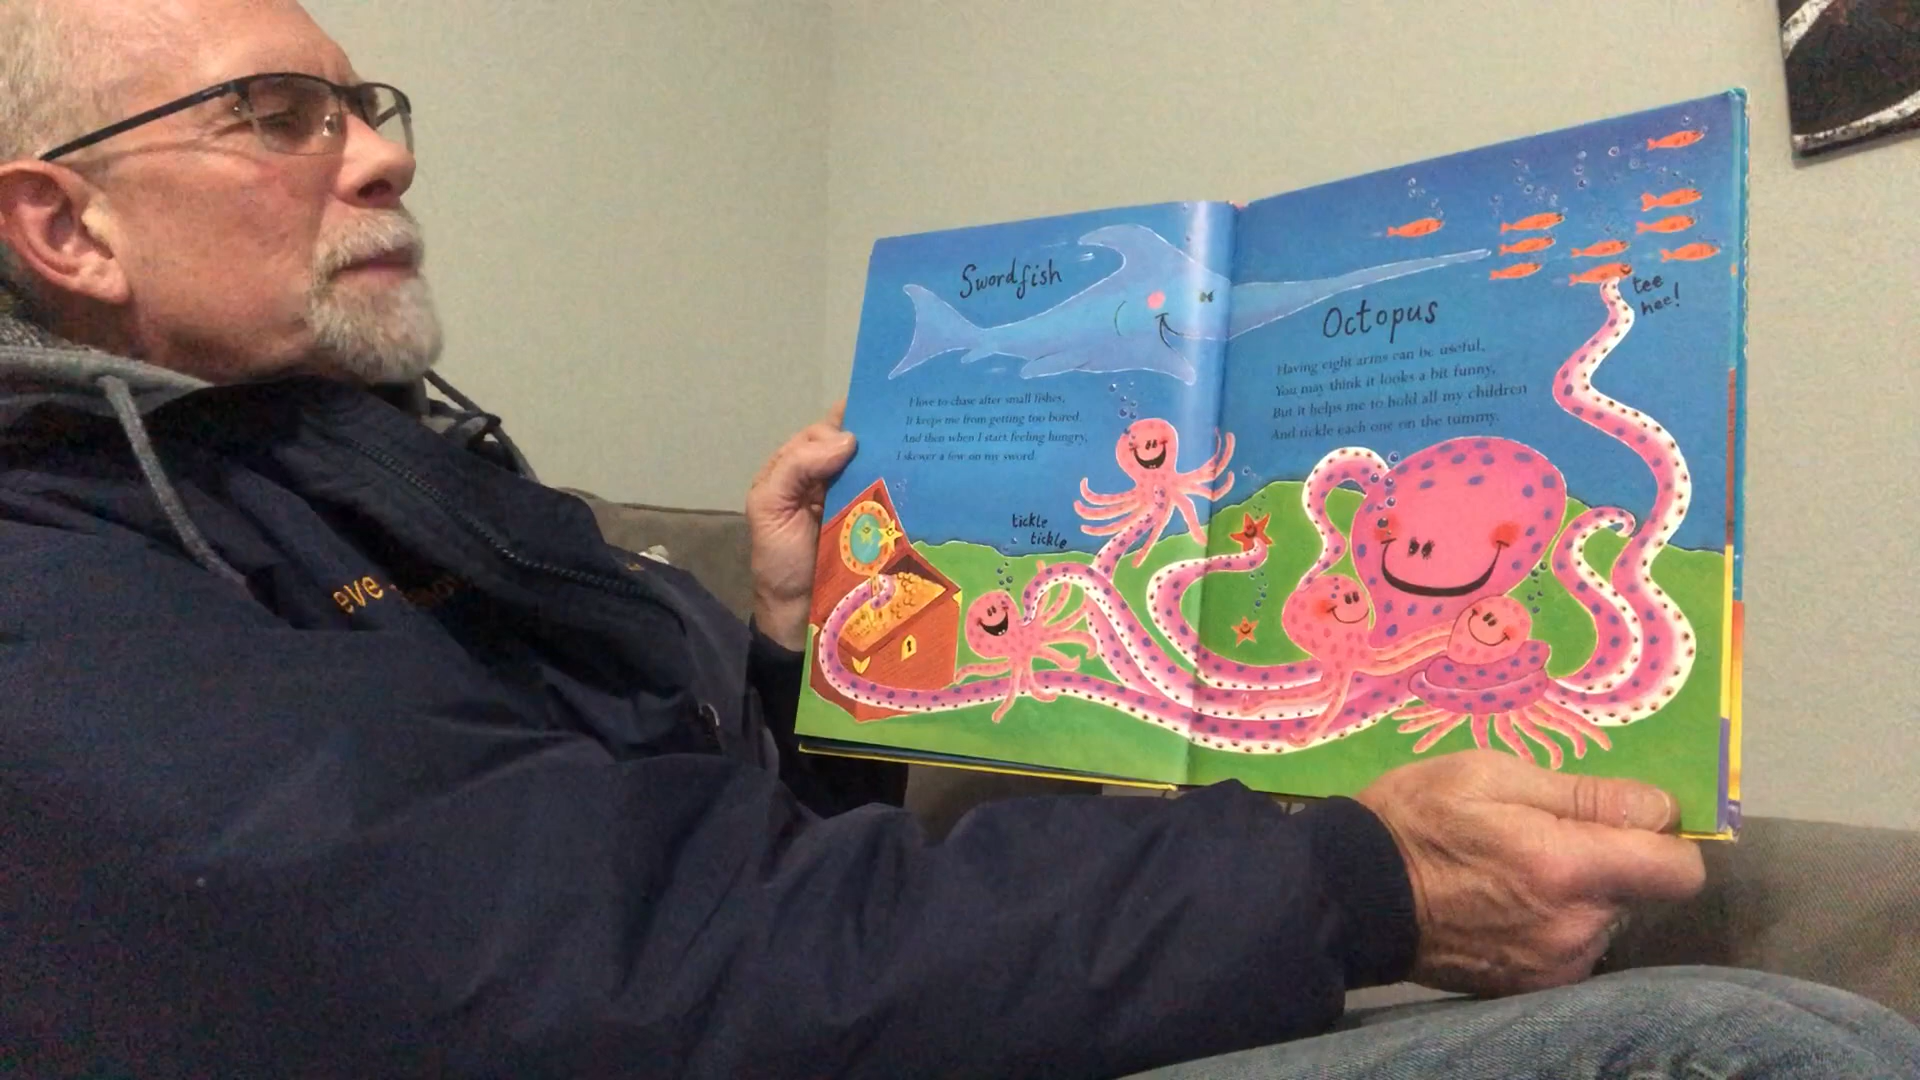 Swordfish
I love to chase after small fishes,
It keeps me from getting too bored.
And then when I start feeling hungry,
I skewer a few on my sword.
tickle
tickle
Octopus
Having eight arms can be useful,
You may think it looks a bit funny,
But it helps me to hold all my children
And tickle each one on the tummy.
tee
hee!
eve